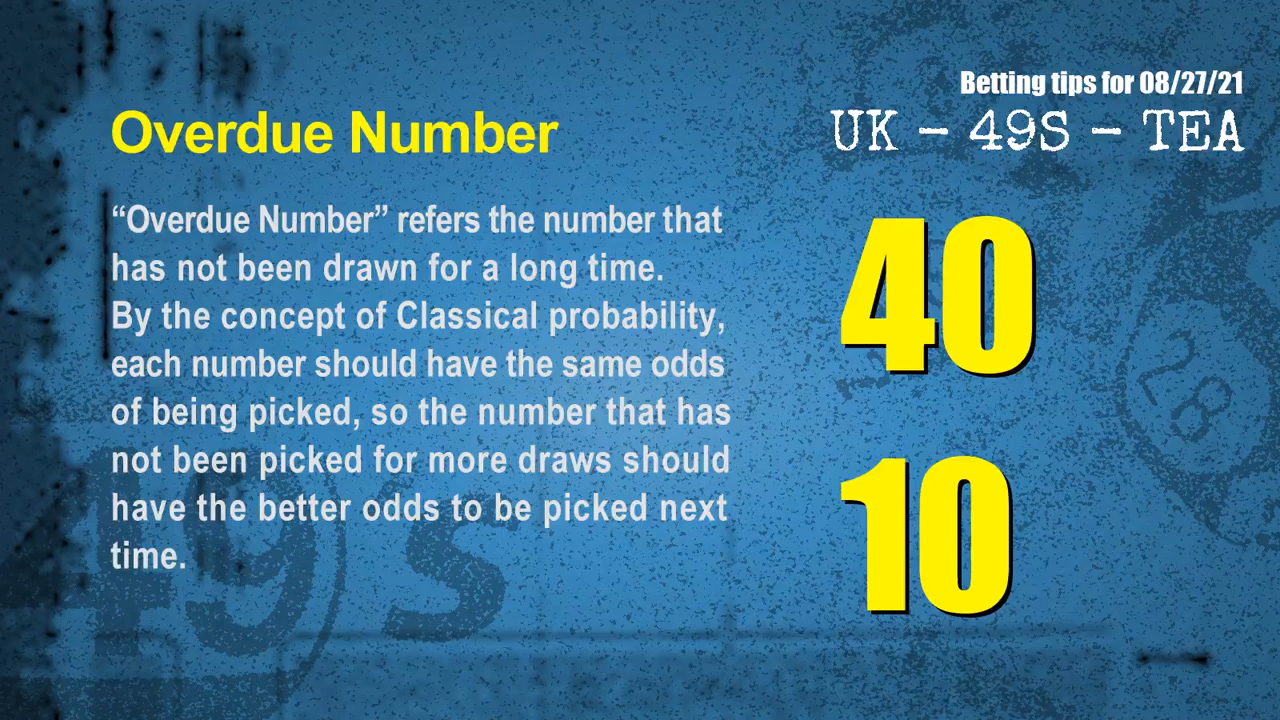 Betting tips for 08/27/21
UK - 49S - TEA
Overdue Number
“Overdue Number” refers the number that
has not been drawn for a long time.
By the concept of Classical probability,
each number should have the same odds
of being picked, so the number that has
not been picked for more draws should
have the better odds to be picked next
time.
40
10
28
49s